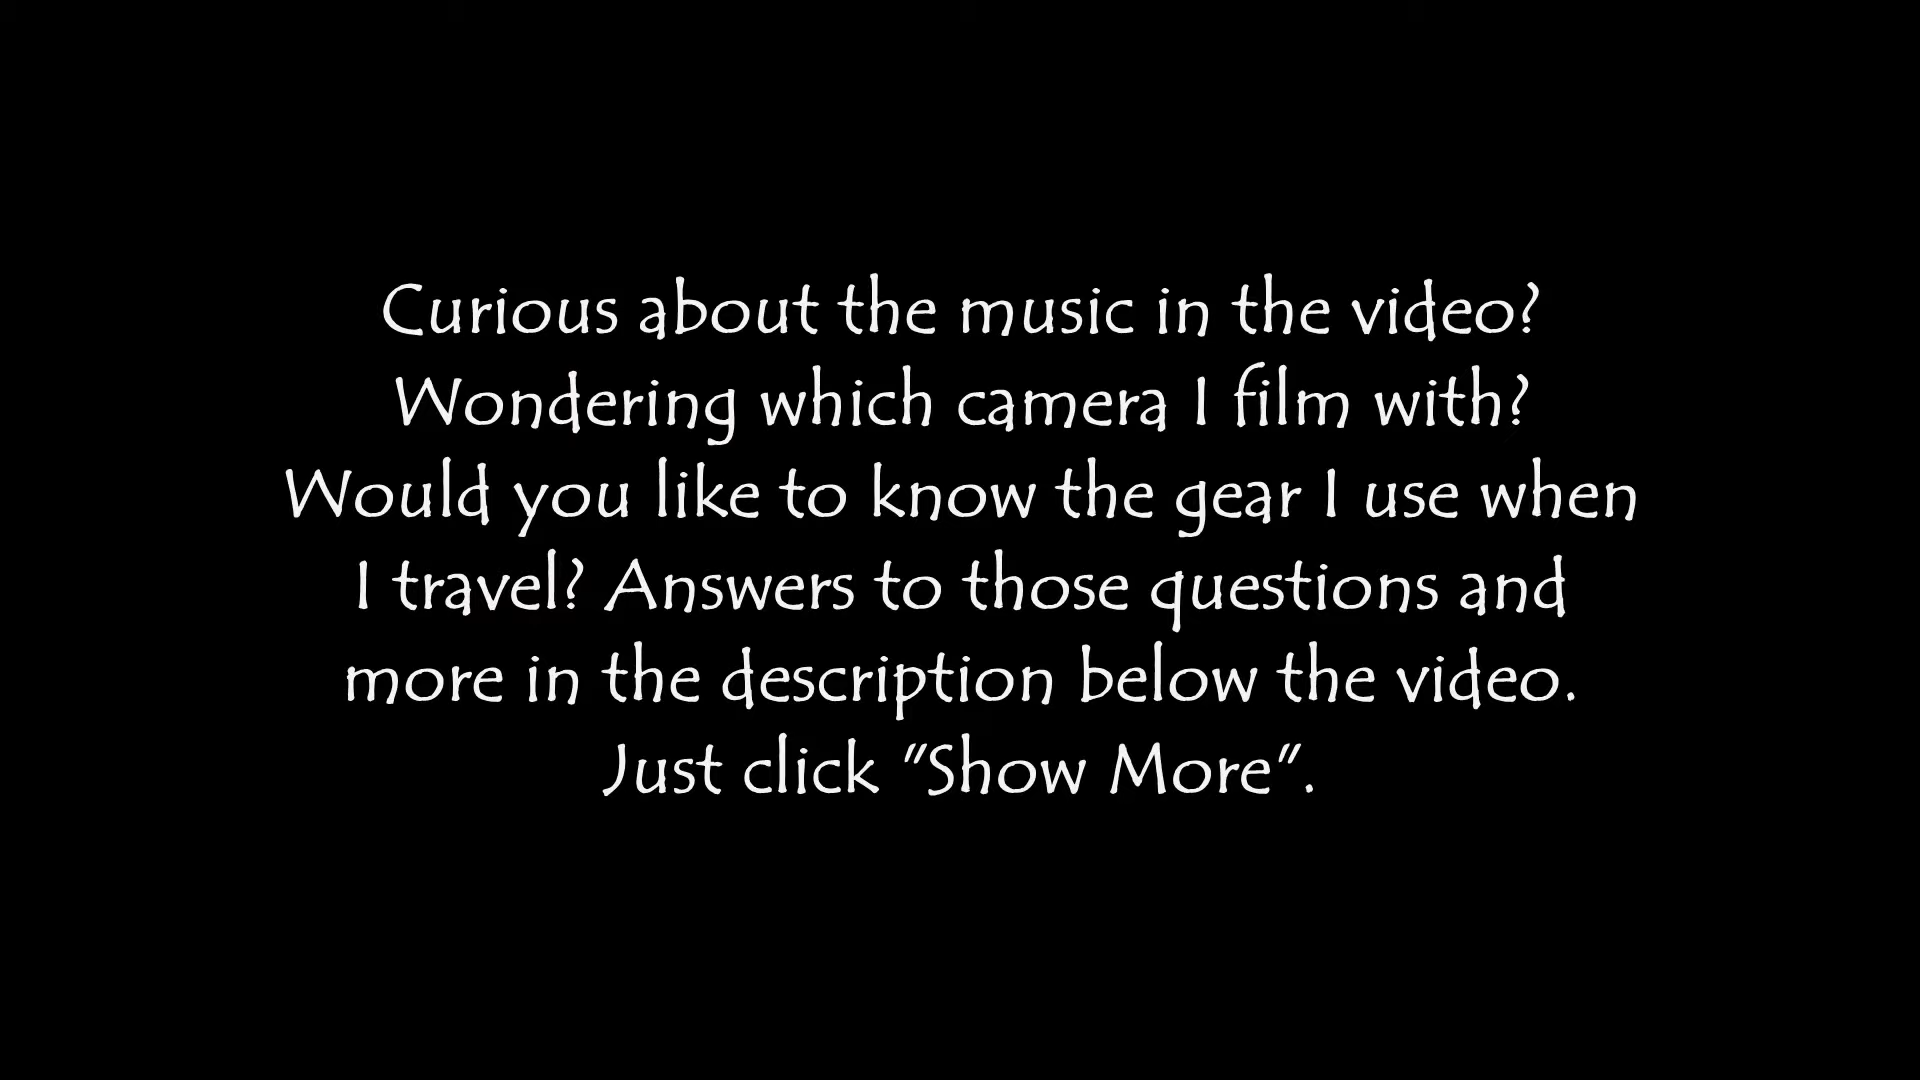 Curious about the music in the video?
Wondering which camera I film with?
Would you like to know the gear I use when
I travel? Answers to those questions and
more in the description below the video.
Just click "Show More".